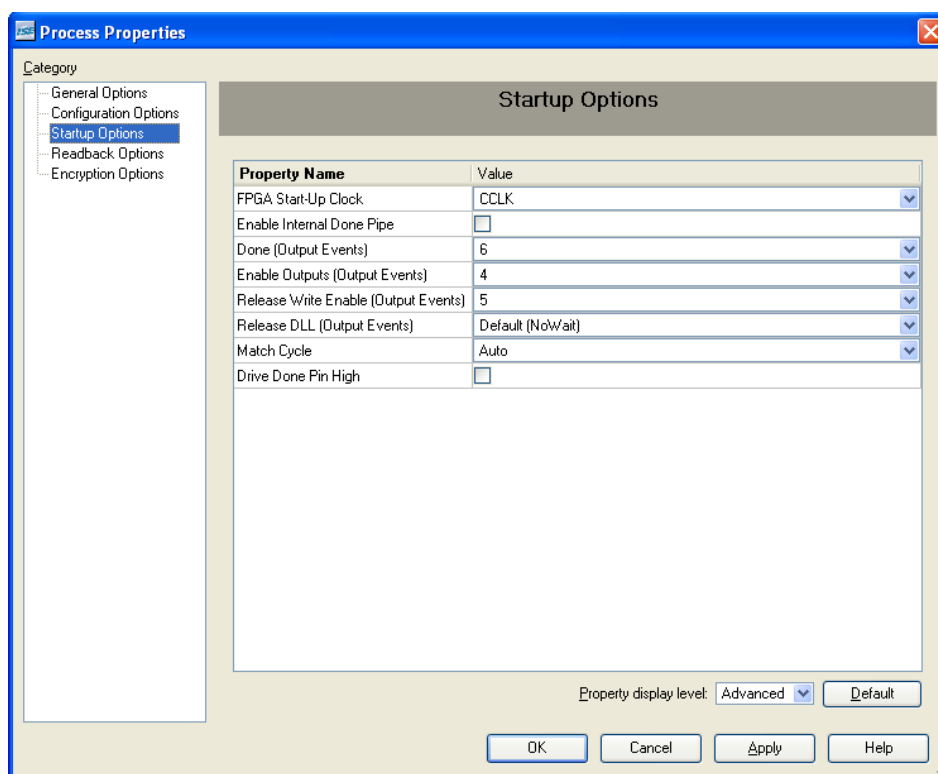 ISE Process Properties
Category
General Options
Configuration Options
Startup Options
Readback Options
Encryption Options
Startup Options
Property Name Value
FPGA Start-Up Clock CCLK
Enable Internal Done Pipe
Done (Output Events) 6
Enable Outputs (Output Events) 4
Release Write Enable (Output Events) 5
Release DLL (Output Events) Default (NoWait)
Match Cycle Auto
Drive Done Pin High
Property display level: Advanced Default
OK Cancel Apply Help